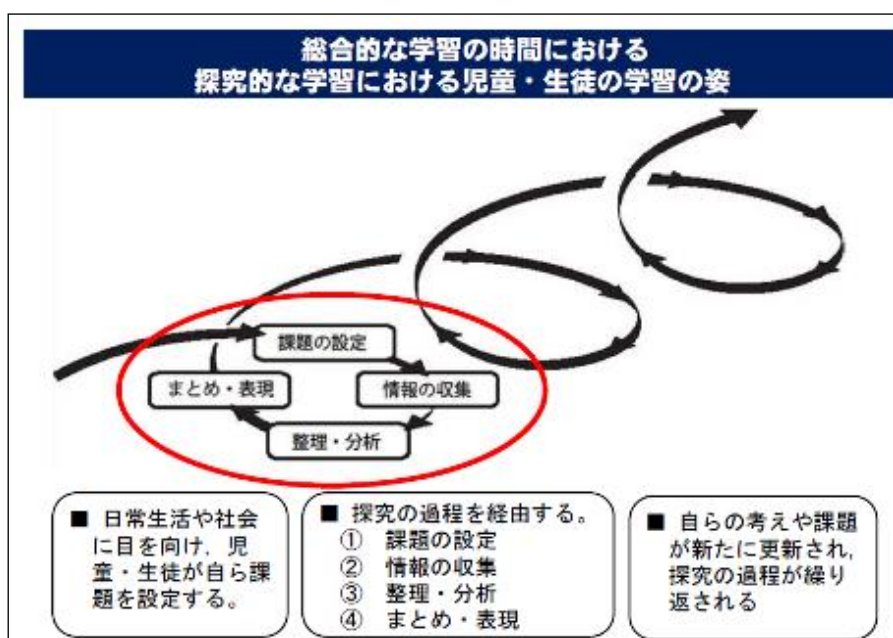 総合的な学習の時間における
探究的な学習における児童・生徒の学習の姿
課題の設定
まとめ・表現
情報の収集
整理・分析
■ 日常生活や社会
に目を向け，児
童・生徒が自ら課
題を設定する。
■ 探究の過程を経由する。
① 課題の設定
② 情報の収集
③ 整理・分析
④ まとめ・表現
■ 自らの考えや課題
が新たに更新され，
探究の過程が繰り
返される